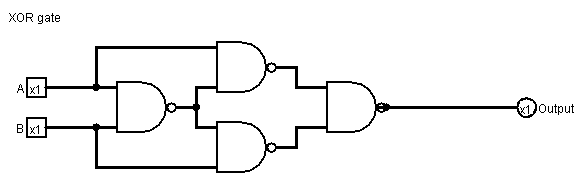 XOR gate
A x1
B x1
x1 Output